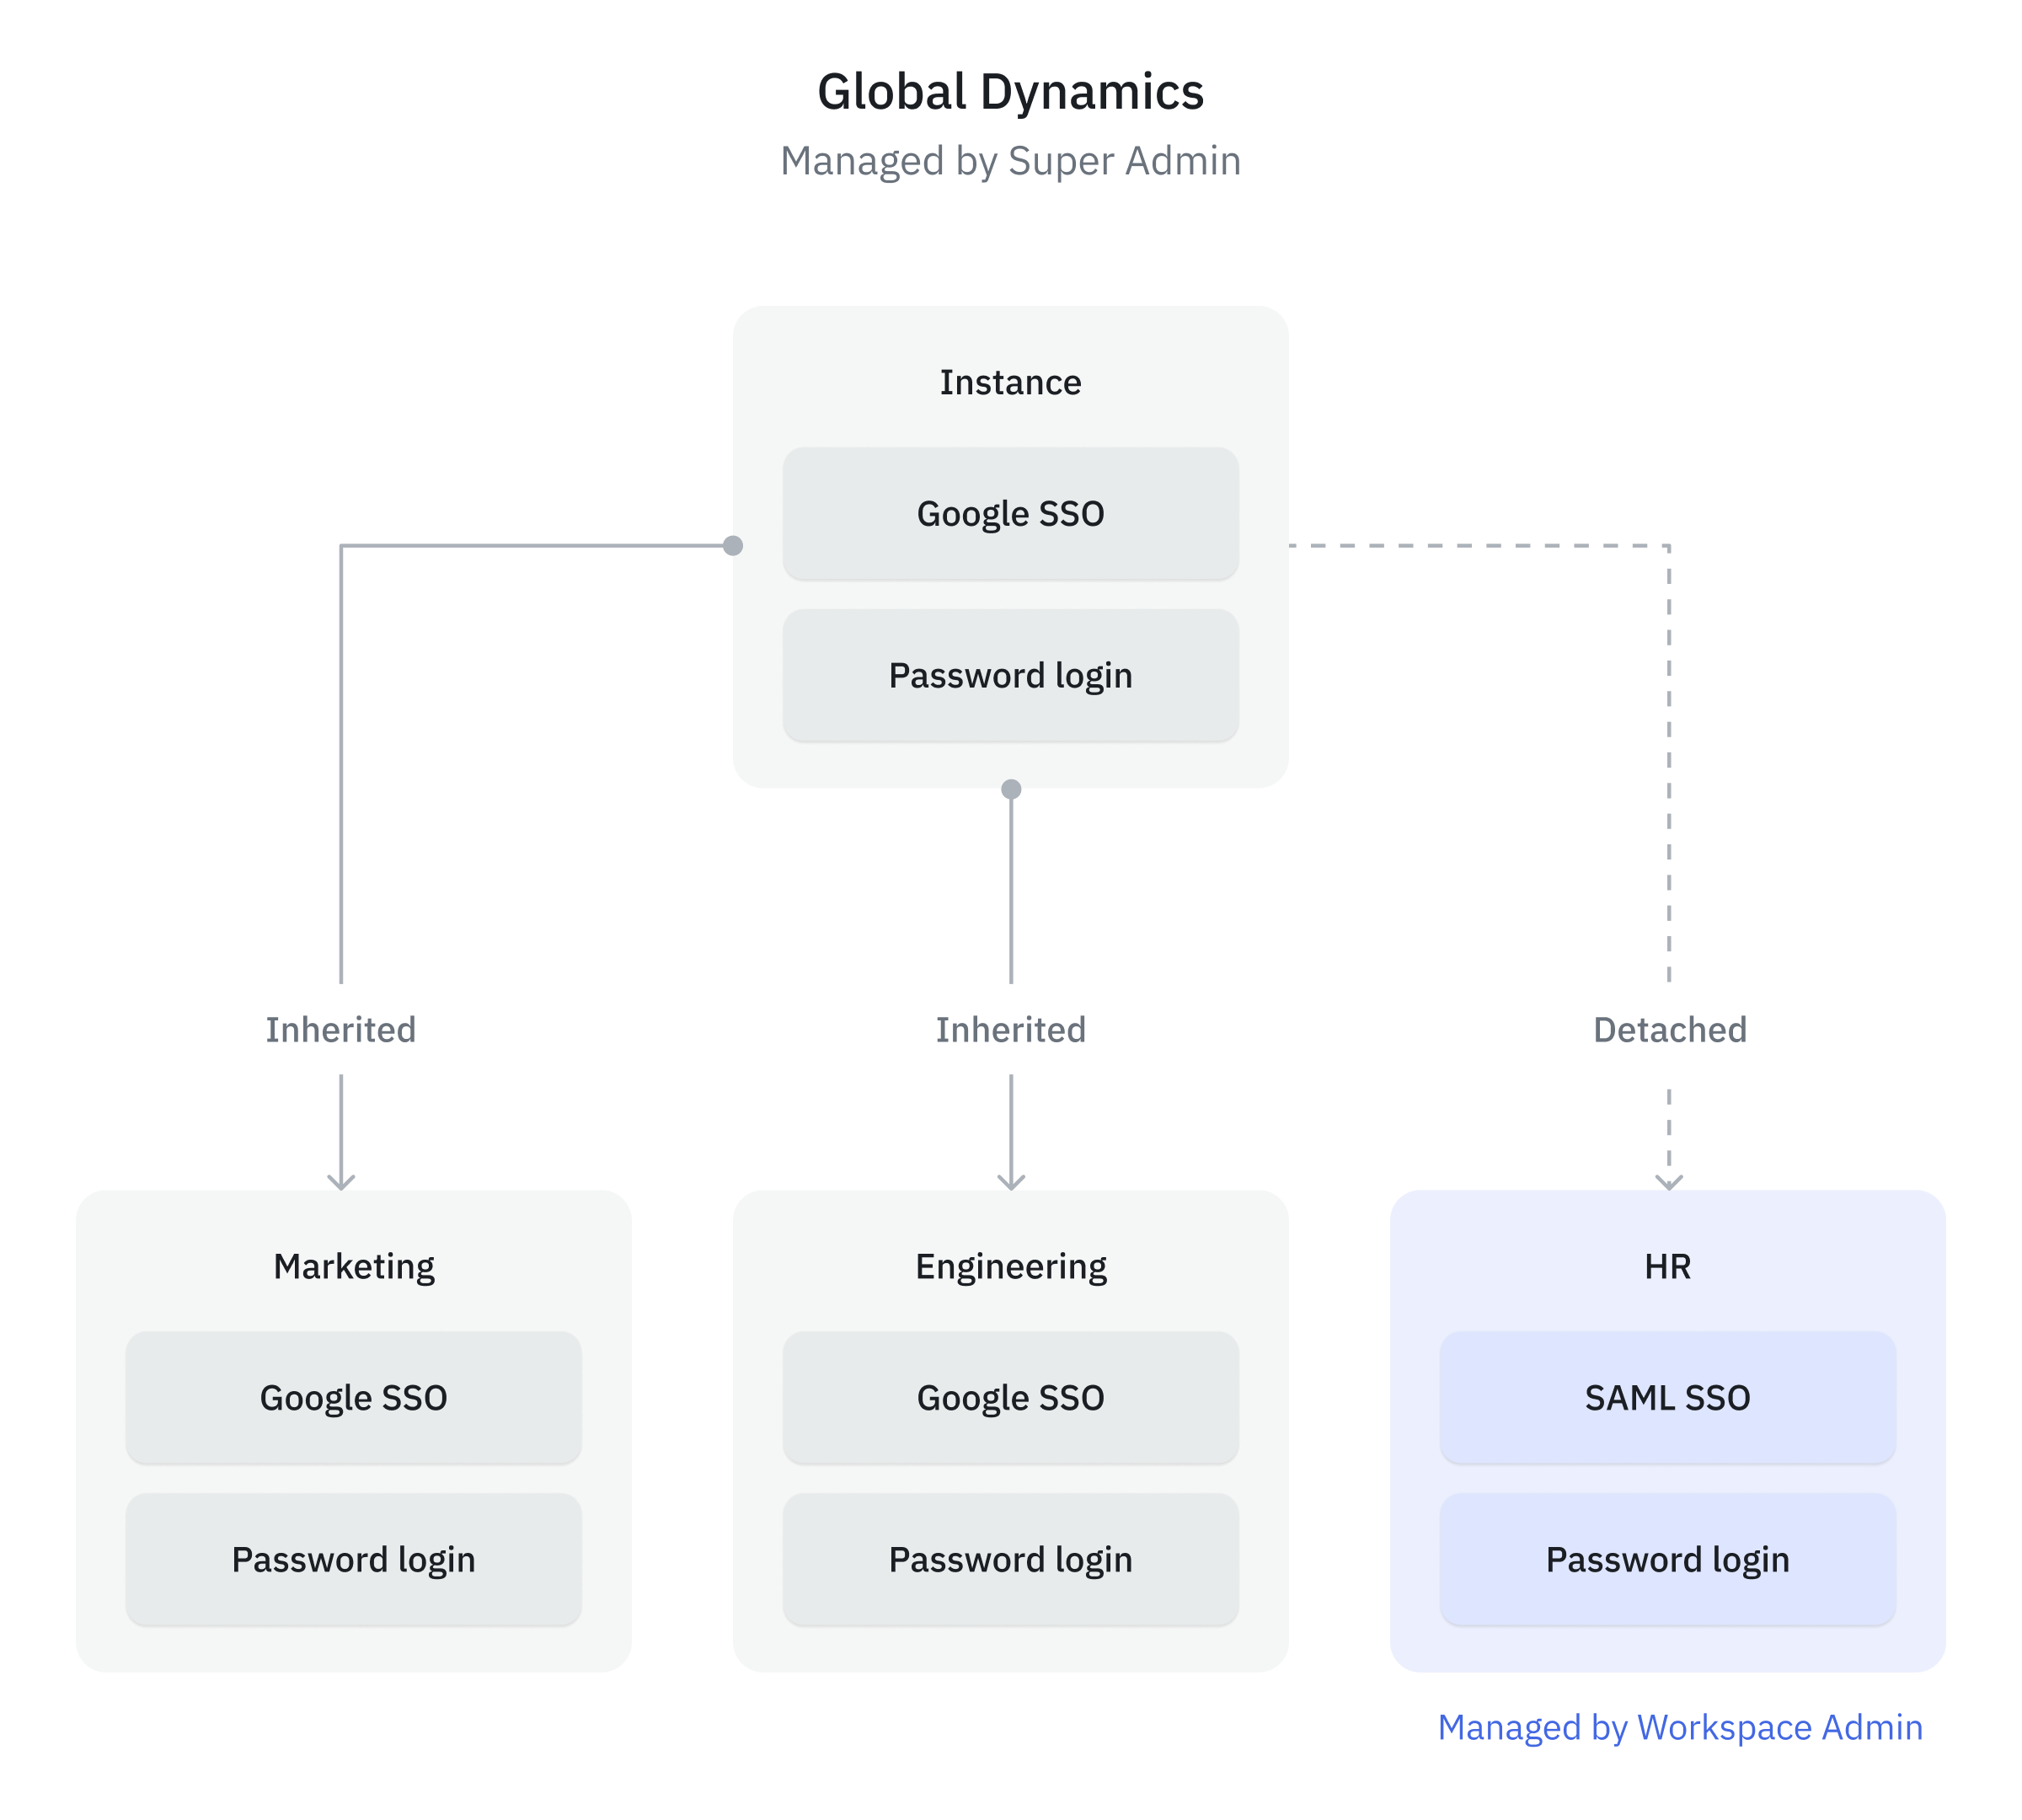 Global Dynamics
Managed by Super Admin
Instance
Google SSO
Password login
Inherited
Inherited
Detached
Marketing
Google SSO
Password login
Engineering
Google SSO
Password login
HR
SAML SSO
Password login
Managed by Workspace Admin